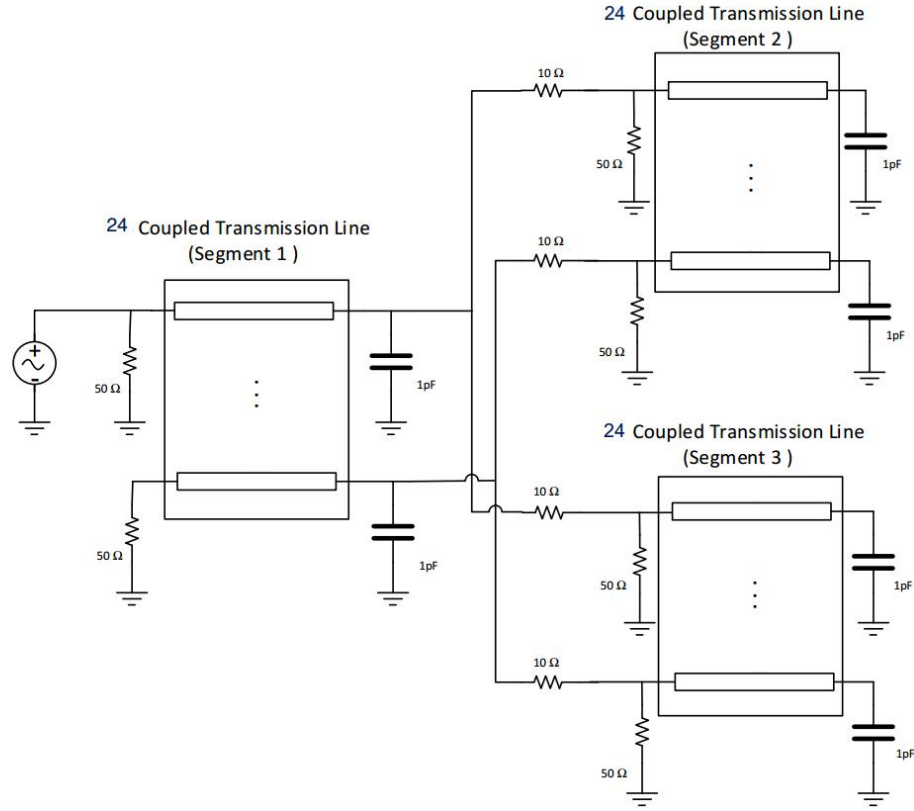 24 Coupled Transmission Line
(Segment 2 )
10 Ω
50 Ω
1pF
10 Ω
50 Ω
1pF
24 Coupled Transmission Line
(Segment 1 )
+
-
50 Ω
1pF
50 Ω
1pF
24 Coupled Transmission Line
(Segment 3 )
10 Ω
50 Ω
1pF
10 Ω
50 Ω
1pF